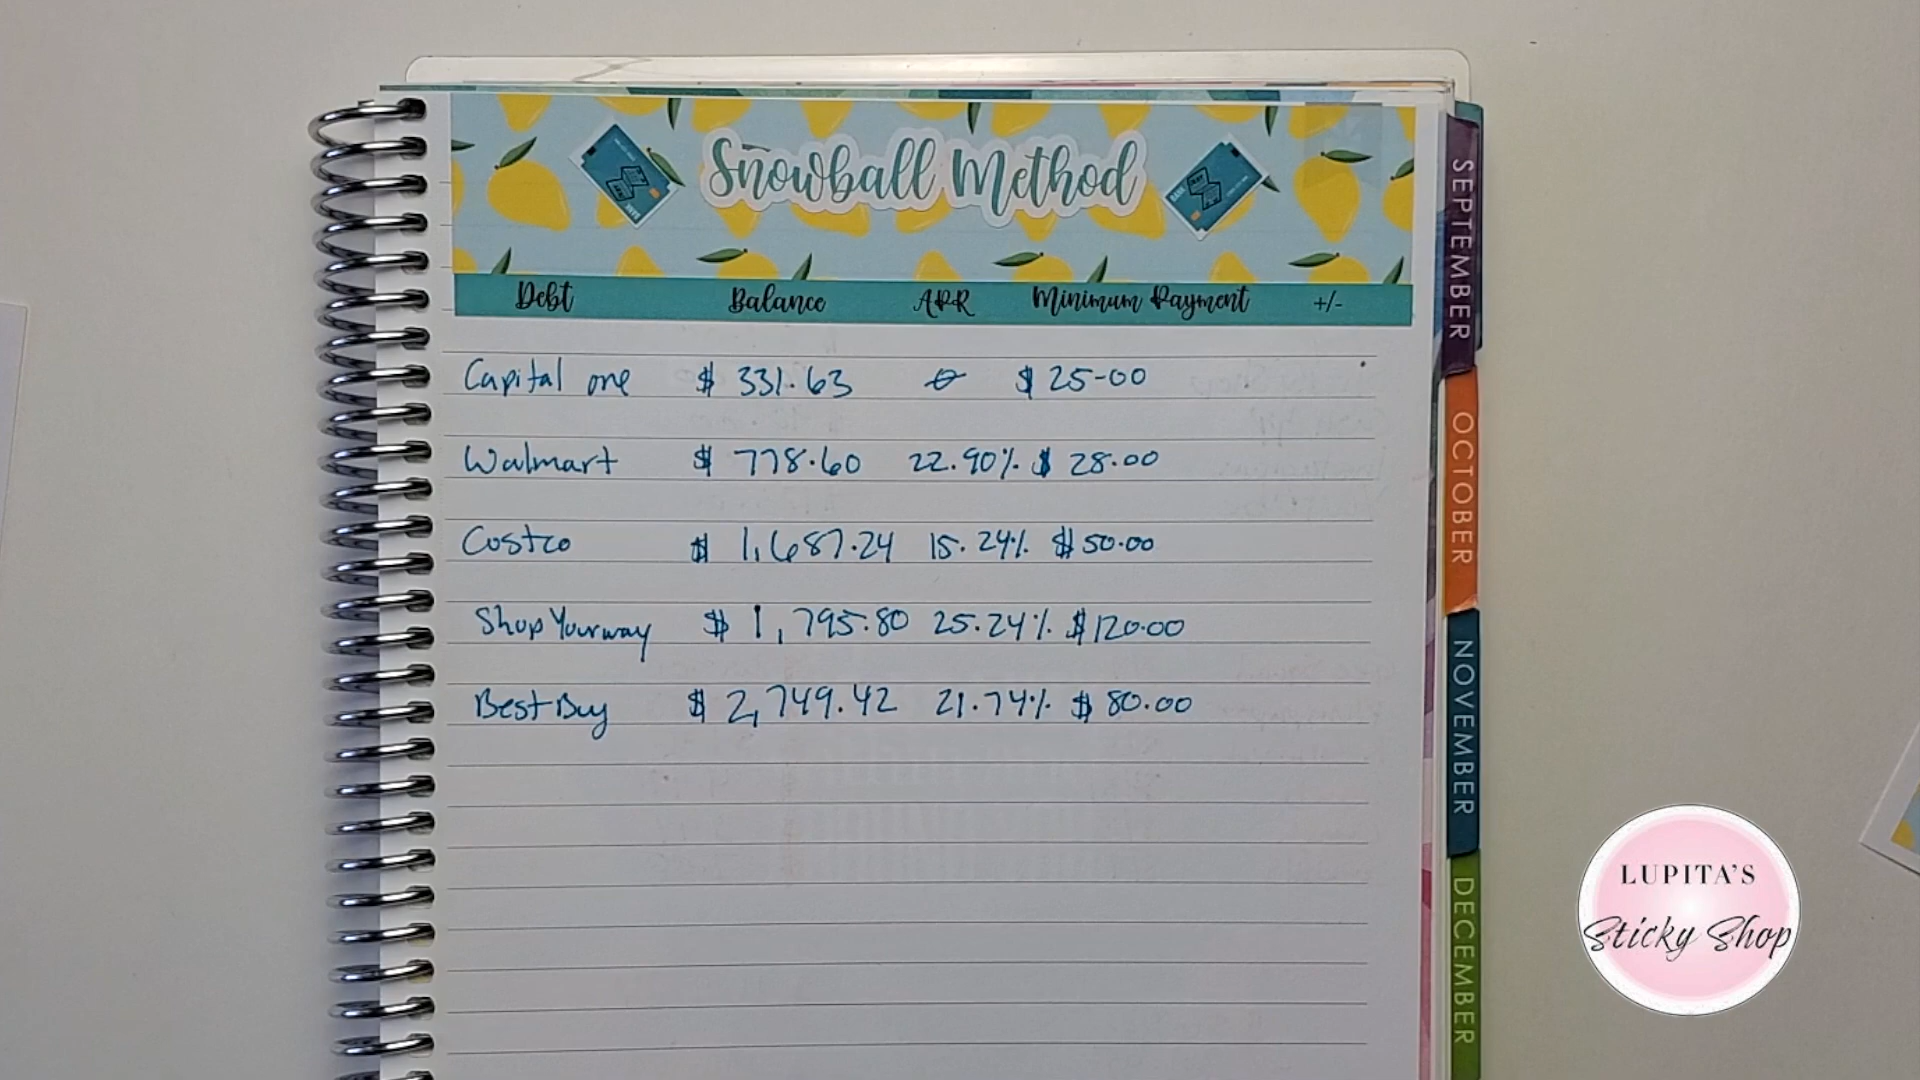 Snowball Method
Debt Balance APR Minimum Payment +/-
Capital one $ 331.63 0 $ 25-00
Walmart $ 778.60 22.90% $ 28.00
Costco $ 1,687.24 15.24% $50.00
Shop Yourway $ 1,795.80 25.24% $120.00
Best Buy $ 2,749.42 21.74% $ 80.00
SEPTEMBER
OCTOBER
NOVEMBER
DECEMBER
LUPITA'S
Sticky Shop